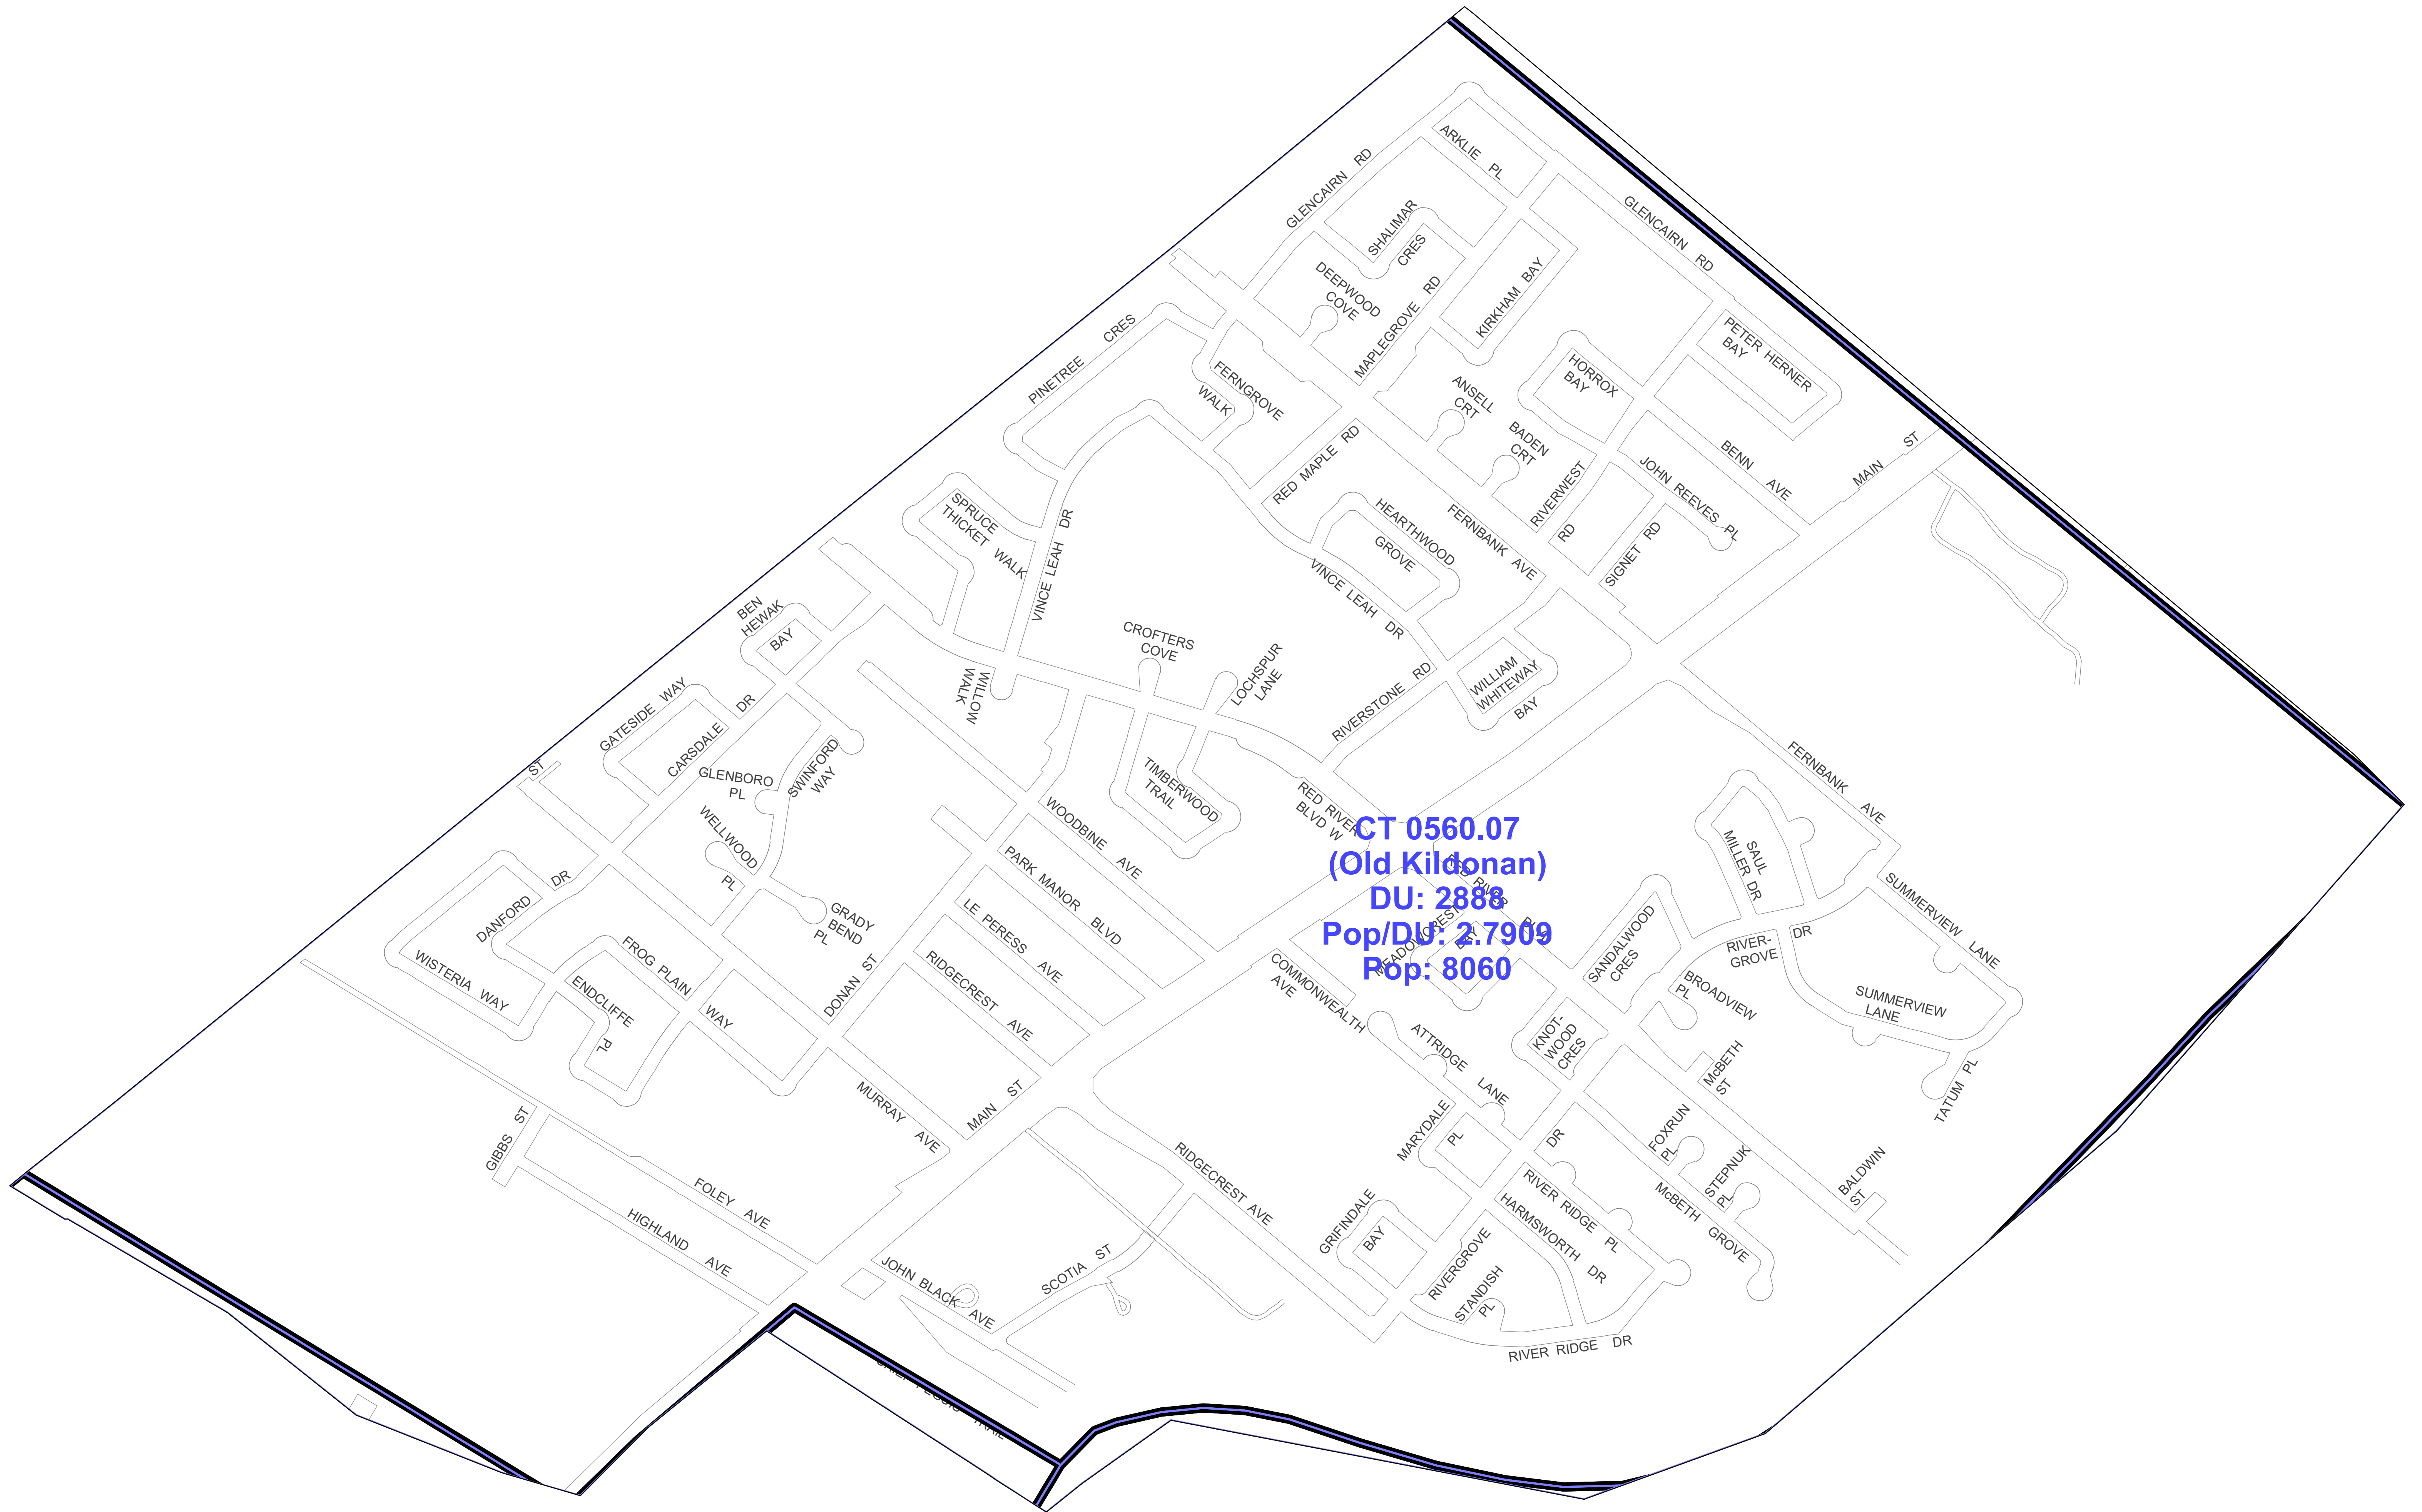 ARKLIE PL
GLENCAIRN RD
GLENCAIRN RD
SHALIMAR
CRES
DEEPWOOD
COVE
MAPLEGROVE RD
KIRKHAM BAY
PETER HERNER
BAY
HORROX
BAY
PINETREE CRES
FERNGROVE
WALK
ANSELL
CRT
BADEN
CRT
RED MAPLE RD
BENN AVE
MAIN ST
JOHN REEVES PL
RIVERWEST
RD
SIGNET RD
FERNBANK AVE
HEARTHWOOD
GROVE
SPRUCE
THICKET WALK
VINCE LEAH DR
VINCE LEAH DR
BEN
HEWAK
BAY
CROFTERS
COVE
LOCHSPUR
LANE
WILLOW
WALK
RIVERSTONE RD
WILLIAM
WHITEWAY
BAY
GATESIDE WAY
CARSDALE DR
ST
GLENBORO
PL
SWINFORD
WAY
WELLWOOD
PL
TIMBERWOOD
TRAIL
RED RIVER
BLVD W
FERNBANK AVE
WOODBINE AVE
PARK MANOR BLVD
CT 0560.07
(Old Kildonan)
DU: 2888
Pop/DU: 2.7909
Pop: 8060
RED RIVER BLVD
MEADOWCREST
BAY
SAUL
MILLER DR
SUMMERVIEW LANE
SANDALWOOD
CRES
RIVER-
GROVE DR
BROADVIEW
PL
SUMMERVIEW
LANE
DANFORD DR
WISTERIA WAY
FROG PLAIN
WAY
ENDCLIFFE
PL
GRADY
BEND
PL
LE PERESS AVE
RIDGECREST AVE
DONAN ST
COMMONWEALTH
AVE
ATTRIDGE LANE
KNOT-
WOOD
CRES
McBETH
ST
TATUM PL
MURRAY AVE
MAIN ST
GIBBS ST
FOLEY AVE
HIGHLAND AVE
RIDGECREST AVE
MARYDALE
PL
DR
FOXRUN
PL
STEPNUK
PL
BALDWIN
ST
McBETH GROVE
RIVER RIDGE PL
HARMSWORTH DR
GRIFINDALE
BAY
RIVERGROVE
STANDISH
PL
RIVER RIDGE DR
JOHN BLACK AVE
SCOTIA ST
TRAIL